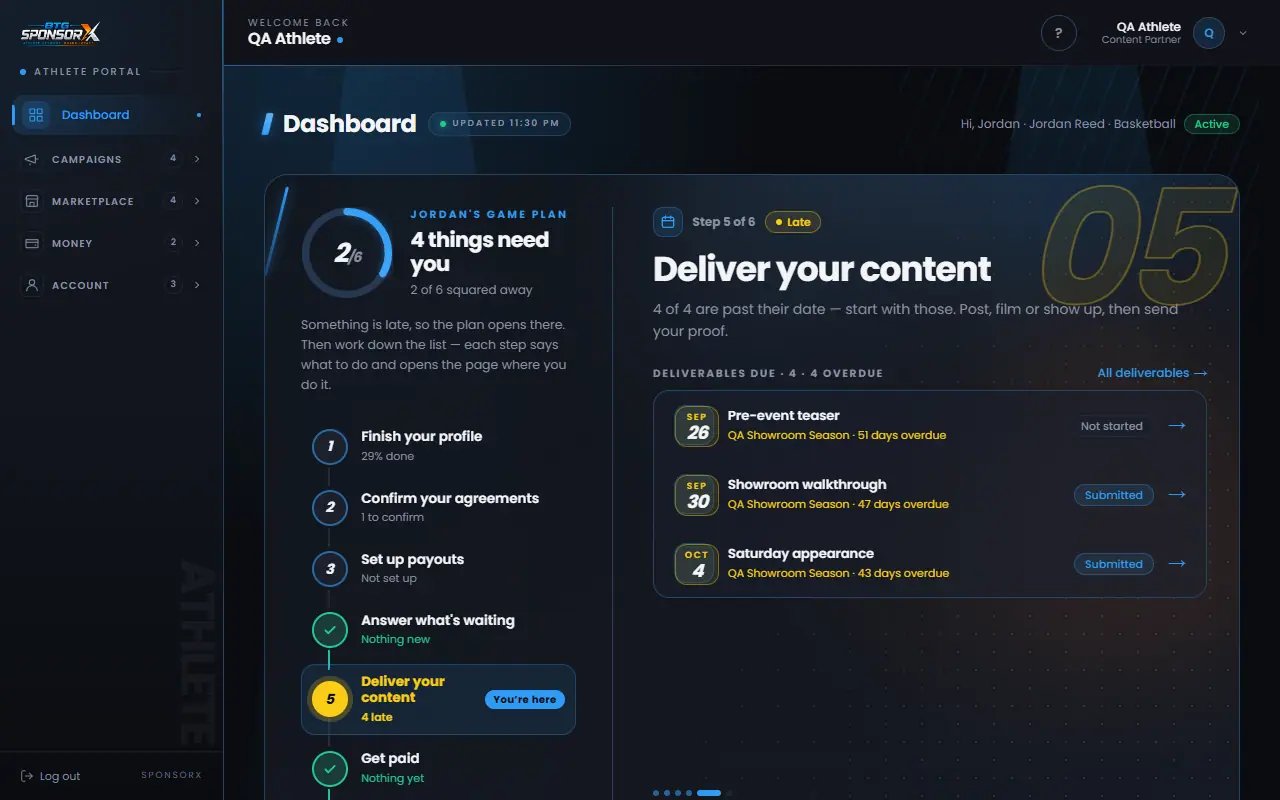 BTG
SPONSORX
ATHLETE PORTAL
Dashboard
CAMPAIGNS 4
MARKETPLACE 4
MONEY 2
ACCOUNT 3
ATHLETE
Log out
SPONSORX
WELCOME BACK
QA Athlete
?
QA Athlete
Content Partner
Q
Dashboard
UPDATED 11:30 PM
Hi, Jordan · Jordan Reed · Basketball
Active
2/6
JORDAN'S GAME PLAN
4 things need
you
2 of 6 squared away
Something is late, so the plan opens there.
Then work down the list — each step says
what to do and opens the page where you
do it.
1
Finish your profile
29% done
2
Confirm your agreements
1 to confirm
3
Set up payouts
Not set up
Answer what's waiting
Nothing new
5
Deliver your
content
4 late
You're here
Get paid
Nothing yet
Step 5 of 6
Late
05
Deliver your content
4 of 4 are past their date — start with those. Post, film or show up, then send
your proof.
DELIVERABLES DUE · 4 · 4 OVERDUE
All deliverables →
SEP
26
Pre-event teaser
QA Showroom Season · 51 days overdue
Not started →
SEP
30
Showroom walkthrough
QA Showroom Season · 47 days overdue
Submitted →
OCT
4
Saturday appearance
QA Showroom Season · 43 days overdue
Submitted →